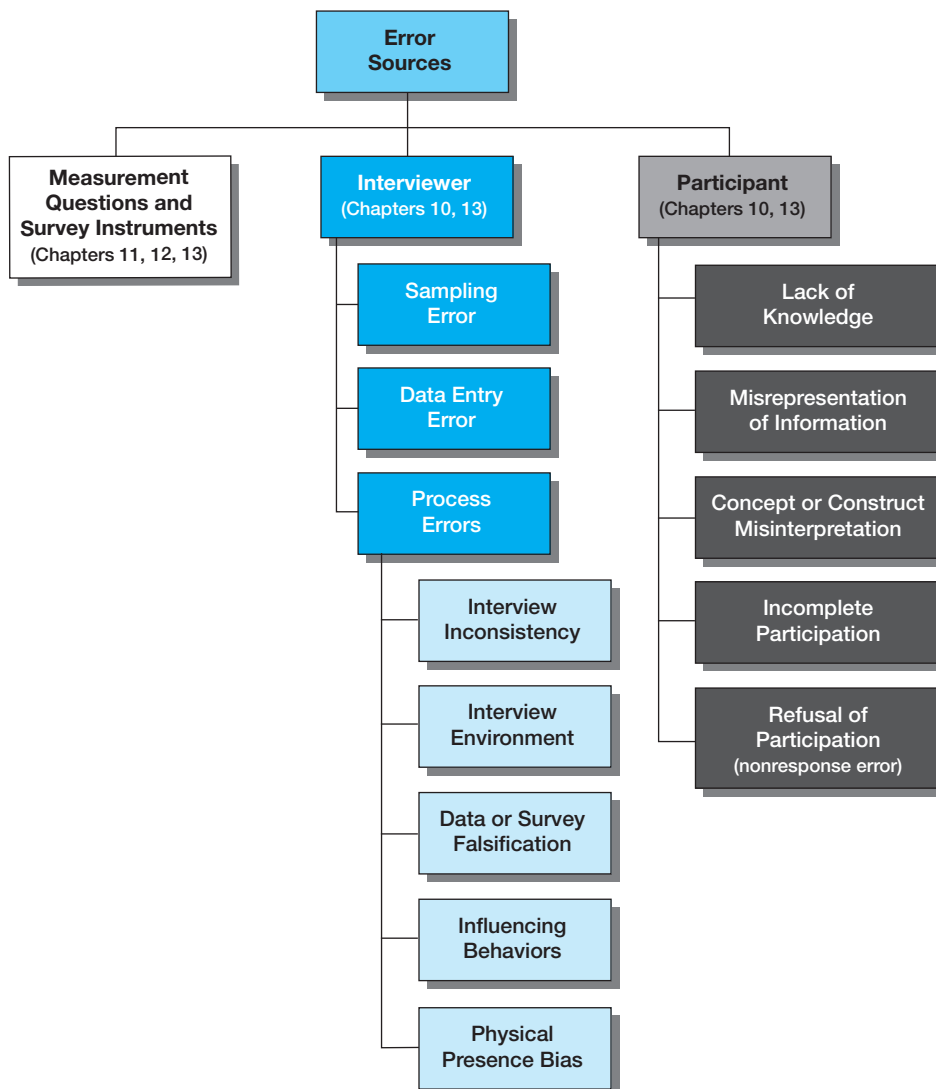 Error
Sources
Measurement
Questions and
Survey Instruments
(Chapters 11, 12, 13)
Interviewer
(Chapters 10, 13)
Sampling
Error
Data Entry
Error
Process
Errors
Interview
Inconsistency
Interview
Environment
Data or Survey
Falsification
Influencing
Behaviors
Physical
Presence Bias
Participant
(Chapters 10, 13)
Lack of
Knowledge
Misrepresentation
of Information
Concept or Construct
Misinterpretation
Incomplete
Participation
Refusal of
Participation
(nonresponse error)